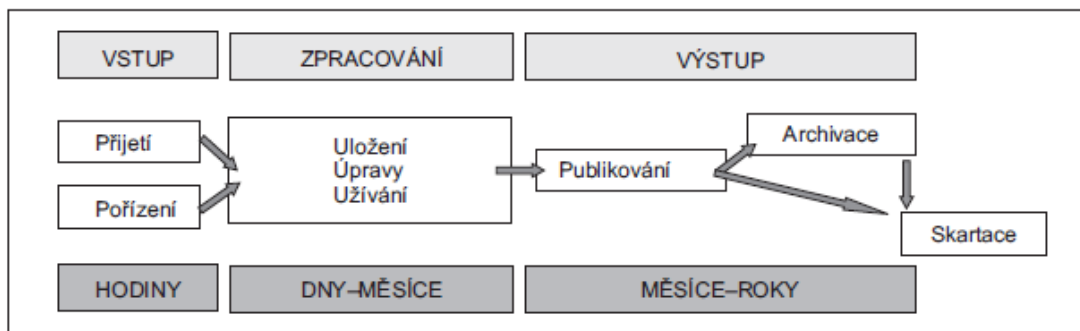 VSTUP
ZPRACOVÁNÍ
VÝSTUP
Přijetí
Pořízení
Uložení
Úpravy
Užívání
Publikování
Archivace
Skartace
HODINY
DNY–MĚSÍCE
MĚSÍCE–ROKY